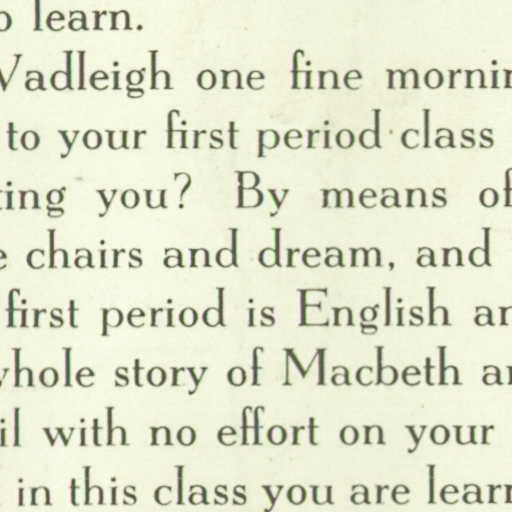 o learn.
Wadleigh one fine mornin
to your first period class
ting you? By means of
e chairs and dream, and
first period is English an
whole story of Macbeth an
il with no effort on your
in this class you are learn